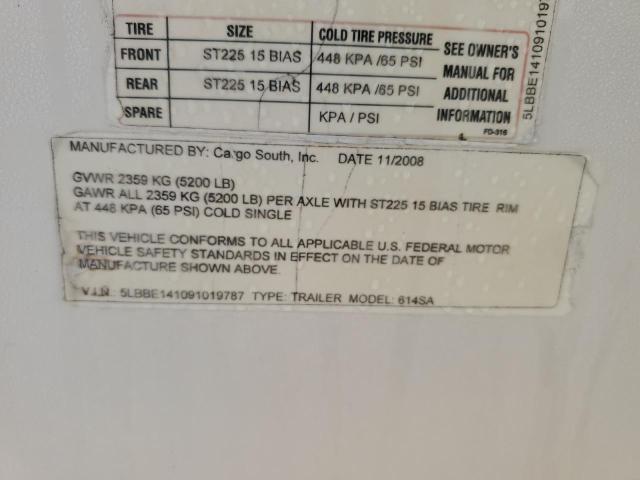 TIRE SIZE COLD TIRE PRESSURE
FRONT ST225 15 BIAS 448 KPA /65 PSI
REAR ST225 15 BIAS 448 KPA /65 PSI
SPARE KPA / PSI
SEE OWNER'S
MANUAL FOR
ADDITIONAL
INFORMATION
FD-316
MANUFACTURED BY: Cargo South, Inc. DATE 11/2008
GVWR 2359 KG (5200 LB)
GAWR ALL 2359 KG (5200 LB) PER AXLE WITH ST225 15 BIAS TIRE RIM
AT 448 KPA (65 PSI) COLD SINGLE
THIS VEHICLE CONFORMS TO ALL APPLICABLE U.S. FEDERAL MOTOR
VEHICLE SAFETY STANDARDS IN EFFECT ON THE DATE OF
MANUFACTURE SHOWN ABOVE.
V.I.N.: 5LBBE141091019787 TYPE: TRAILER MODEL: 614SA